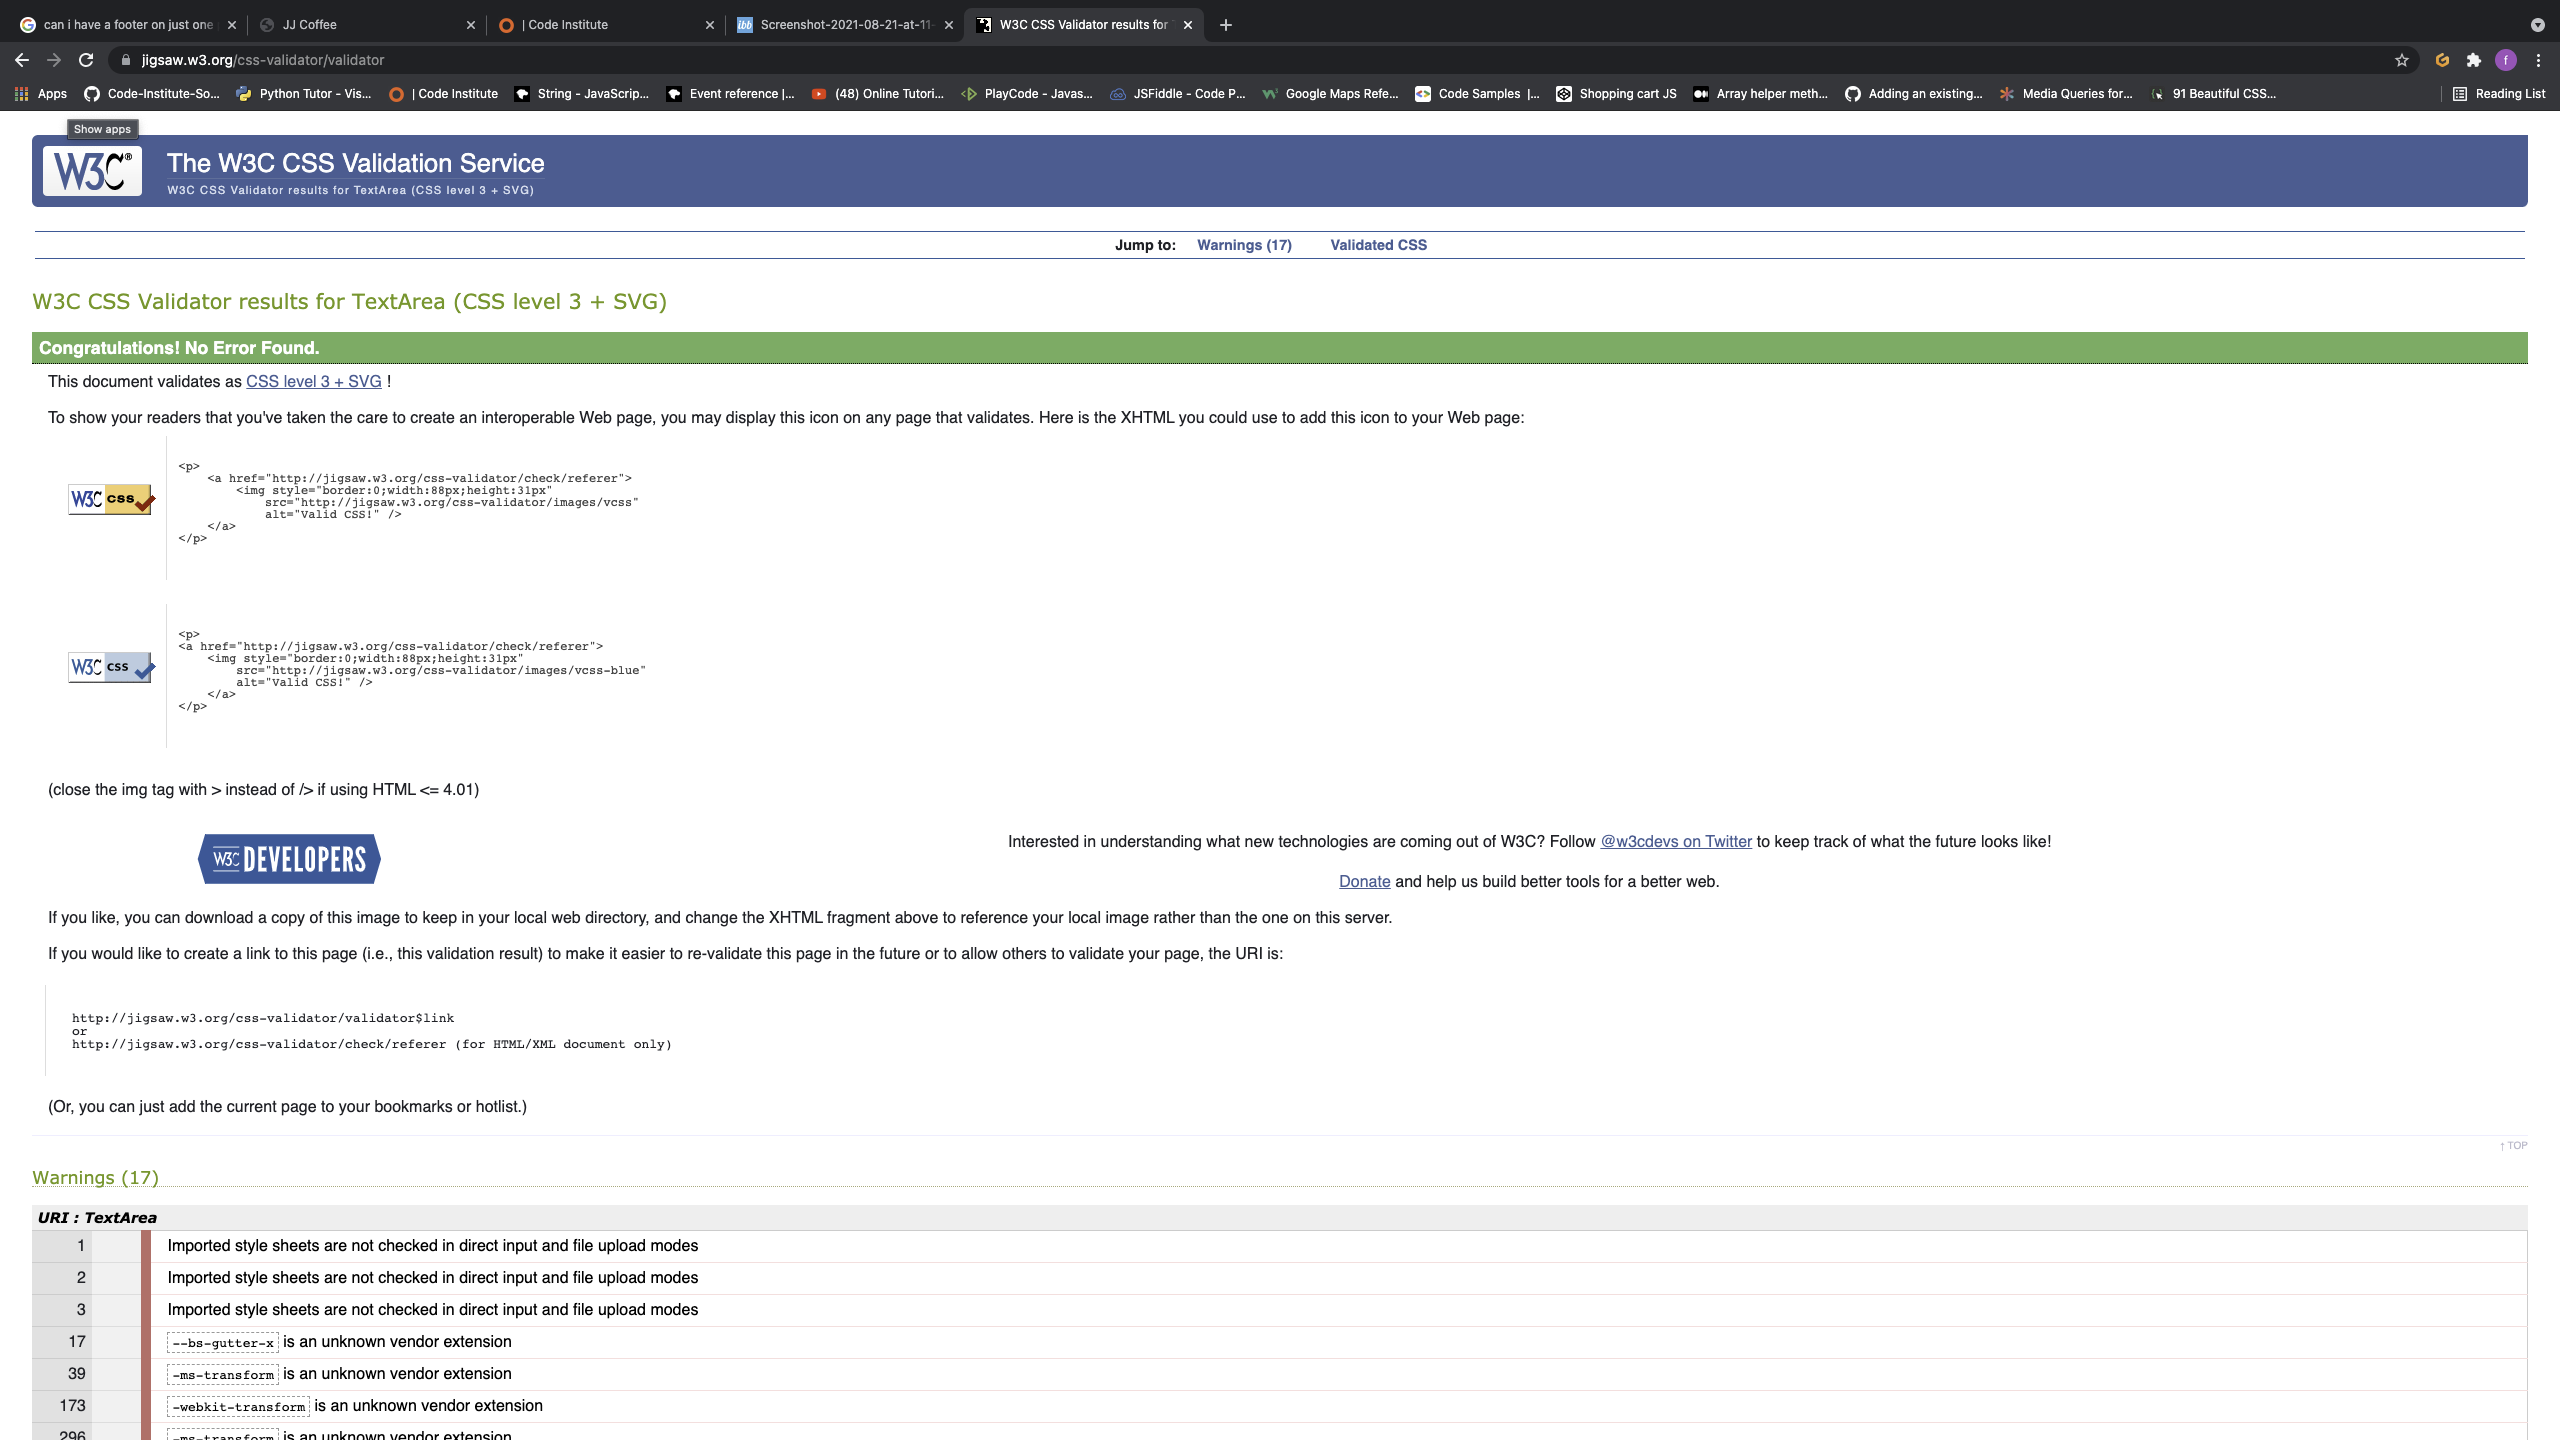 can i have a footer on just one
JJ Coffee
| Code Institute
ibb Screenshot-2021-08-21-at-11-
W3C CSS Validator results for
jigsaw.w3.org/css-validator/validator
f
Apps
Code-Institute-So...
Python Tutor - Vis...
| Code Institute
String - JavaScrip...
Event reference |...
(48) Online Tutori...
PlayCode - Javas...
JSFiddle - Code P...
Google Maps Refe...
Code Samples |...
Shopping cart JS
Array helper meth...
Adding an existing...
Media Queries for...
91 Beautiful CSS...
Reading List
Show apps
W3C®
The W3C CSS Validation Service
W3C CSS Validator results for TextArea (CSS level 3 + SVG)
Jump to: Warnings (17) Validated CSS
W3C CSS Validator results for TextArea (CSS level 3 + SVG)
Congratulations! No Error Found.
This document validates as CSS level 3 + SVG !
To show your readers that you've taken the care to create an interoperable Web page, you may display this icon on any page that validates. Here is the XHTML you could use to add this icon to your Web page:
W3C css
<p>
<a href="http://jigsaw.w3.org/css-validator/check/referer">
<img style="border:0;width:88px;height:31px"
src="http://jigsaw.w3.org/css-validator/images/vcss"
alt="Valid CSS!" />
</a>
</p>
W3C css
<p>
<a href="http://jigsaw.w3.org/css-validator/check/referer">
<img style="border:0;width:88px;height:31px"
src="http://jigsaw.w3.org/css-validator/images/vcss-blue"
alt="Valid CSS!" />
</a>
</p>
(close the img tag with > instead of /> if using HTML <= 4.01)
W3C DEVELOPERS
Interested in understanding what new technologies are coming out of W3C? Follow @w3cdevs on Twitter to keep track of what the future looks like!
Donate and help us build better tools for a better web.
If you like, you can download a copy of this image to keep in your local web directory, and change the XHTML fragment above to reference your local image rather than the one on this server.
If you would like to create a link to this page (i.e., this validation result) to make it easier to re-validate this page in the future or to allow others to validate your page, the URI is:
http://jigsaw.w3.org/css-validator/validator$link
or
http://jigsaw.w3.org/css-validator/check/referer (for HTML/XML document only)
(Or, you can just add the current page to your bookmarks or hotlist.)
↑ TOP
Warnings (17)
URI : TextArea
1 Imported style sheets are not checked in direct input and file upload modes
2 Imported style sheets are not checked in direct input and file upload modes
3 Imported style sheets are not checked in direct input and file upload modes
17 --bs-gutter-x is an unknown vendor extension
39 -ms-transform is an unknown vendor extension
173 -webkit-transform is an unknown vendor extension
296 -ms-transform is an unknown vendor extension